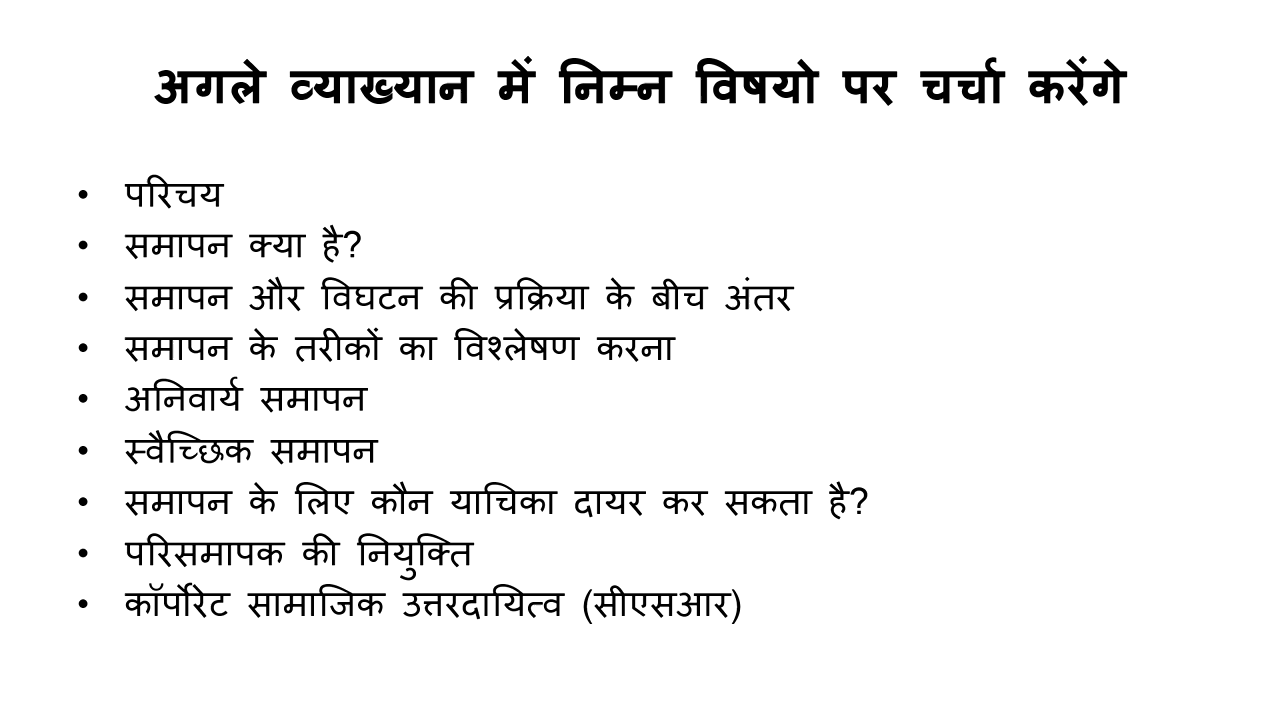 अगले व्याख्यान में निम्न विषयो पर चर्चा करेंगे
• परिचय
• समापन क्या है?
• समापन और विघटन की प्रक्रिया के बीच अंतर
• समापन के तरीकों का विश्लेषण करना
• अनिवार्य समापन
• स्वैच्छिक समापन
• समापन के लिए कौन याचिका दायर कर सकता है?
• परिसमापक की नियुक्ति
• कॉर्पोरेट सामाजिक उत्तरदायित्व (सीएसआर)